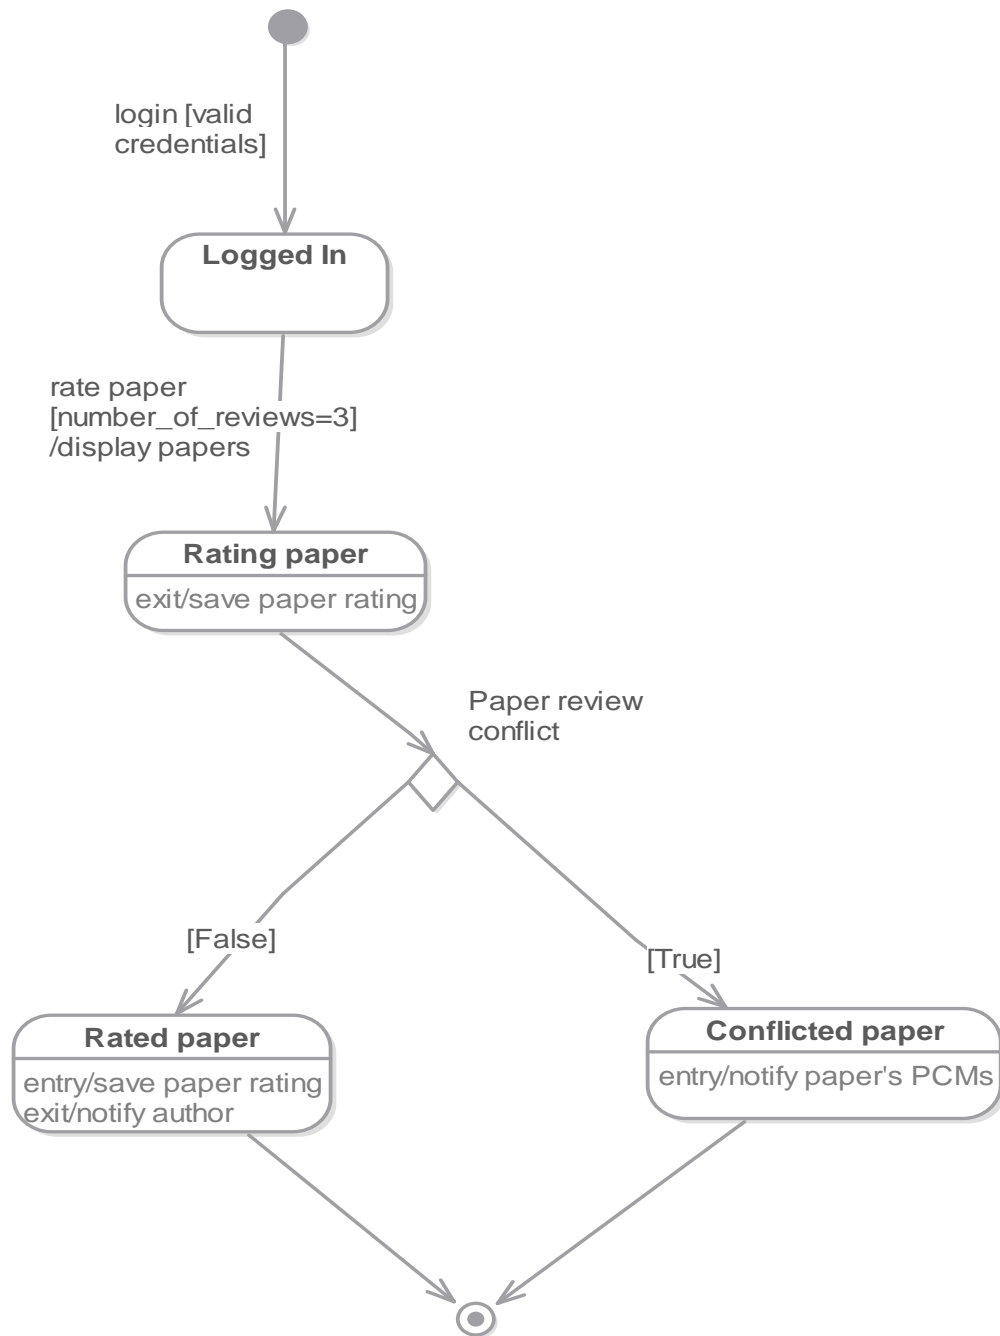 login [valid
credentials]
Logged In
rate paper
[number_of_reviews=3]
/display papers
Rating paper
exit/save paper rating
Paper review
conflict
[False]
[True]
Rated paper
entry/save paper rating
exit/notify author
Conflicted paper
entry/notify paper's PCMs